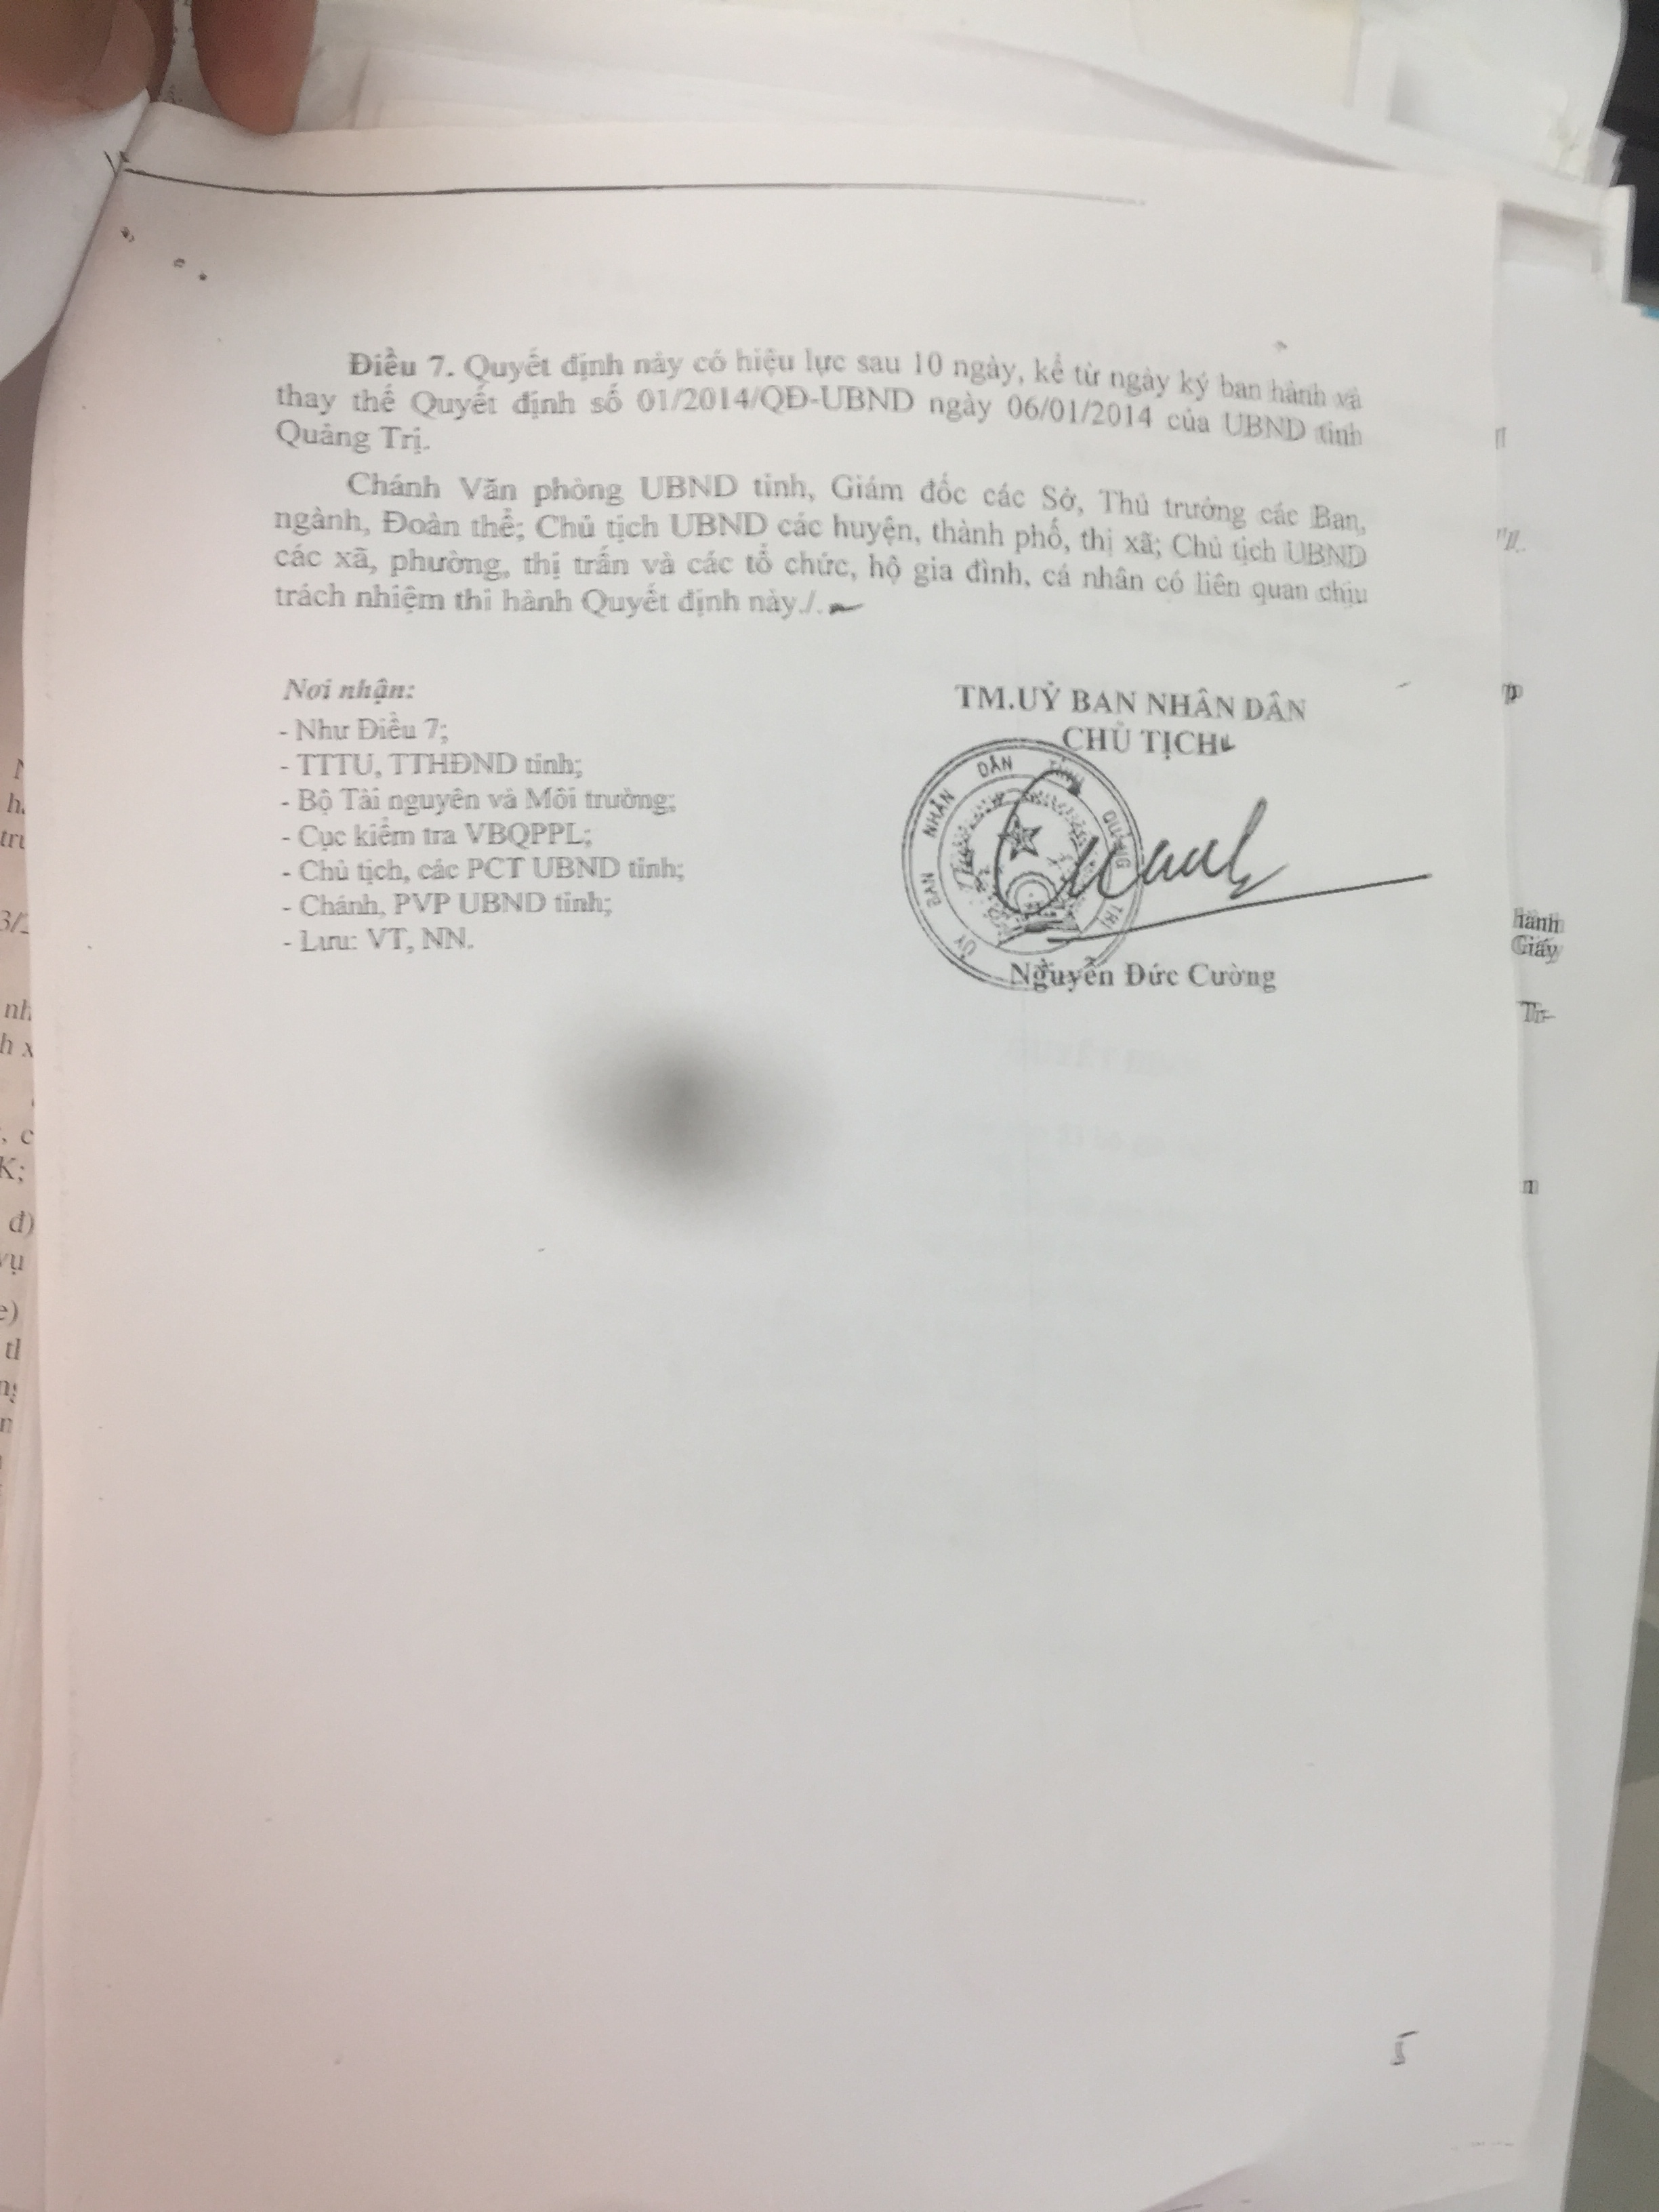 Điều 7. Quyết định này có hiệu lực sau 10 ngày, kể từ ngày ký ban hành và
thay thế Quyết định số 01/2014/QĐ-UBND ngày 06/01/2014 của UBND tỉnh
Quảng Trị.
Chánh Văn phòng UBND tỉnh, Giám đốc các Sở, Thủ trưởng các Ban,
ngành, Đoàn thể; Chủ tịch UBND các huyện, thành phố, thị xã; Chủ tịch UBND
các xã, phường, thị trấn và các tổ chức, hộ gia đình, cá nhân có liên quan chịu
trách nhiệm thi hành Quyết định này./.
Nơi nhận:
- Như Điều 7;
- TTTU, TTHĐND tỉnh;
- Bộ Tài nguyên và Môi trường;
- Cục kiểm tra VBQPPL;
- Chủ tịch, các PCT UBND tỉnh;
- Chánh, PVP UBND tỉnh;
- Lưu: VT, NN.
TM.UỶ BAN NHÂN DÂN
CHỦ TỊCH
ỦY BAN NHÂN DÂN TỈNH QUẢNG TRỊ
Nguyễn Đức Cường
hành
Giấy
5